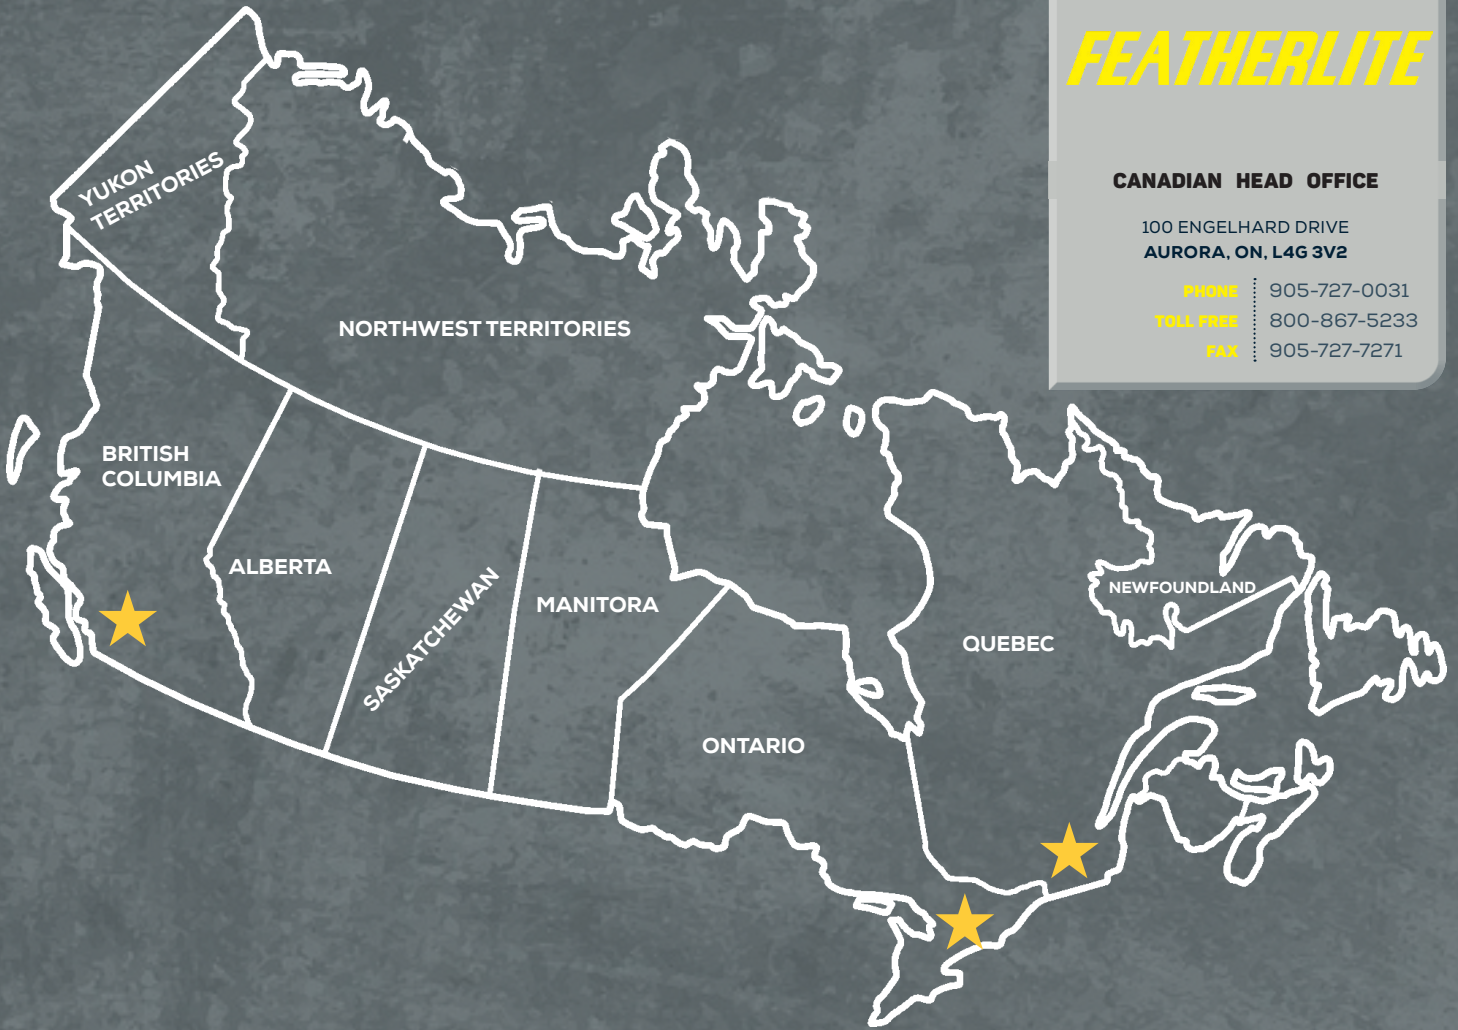 FEATHERLITE
CANADIAN HEAD OFFICE
100 ENGELHARD DRIVE
AURORA, ON, L4G 3V2
PHONE 905-727-0031
TOLL FREE 800-867-5233
FAX 905-727-7271
YUKON
TERRITORIES
NORTHWEST TERRITORIES
BRITISH
COLUMBIA
ALBERTA
SASKATCHEWAN
MANITORA
ONTARIO
QUEBEC
NEWFOUNDLAND